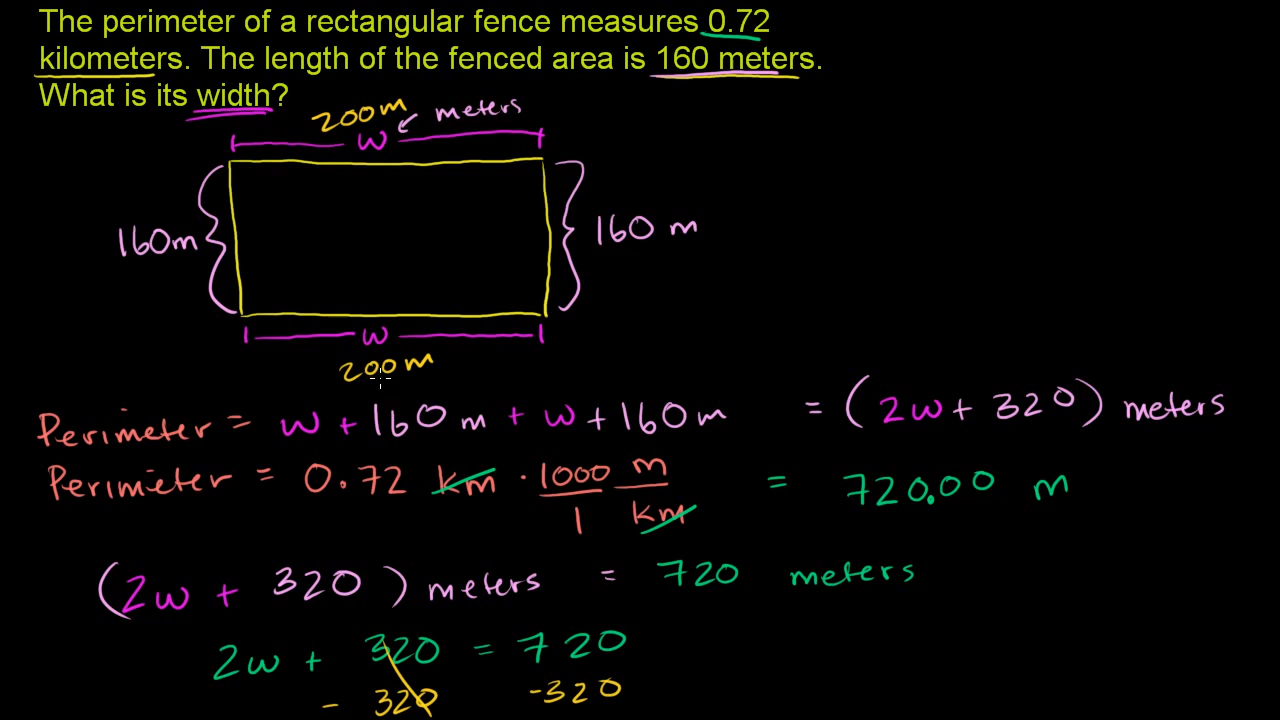 The perimeter of a rectangular fence measures 0.72
kilometers. The length of the fenced area is 160 meters.
What is its width?
200m meters
w
160m
160 m
w
200m
Perimeter = w + 160 m + w + 160 m = (2w + 320) meters
Perimeter = 0.72 km · 1000 m / 1 km = 720.00 m
(2w + 320) meters = 720 meters
2w + 320 = 720
- 320 -320